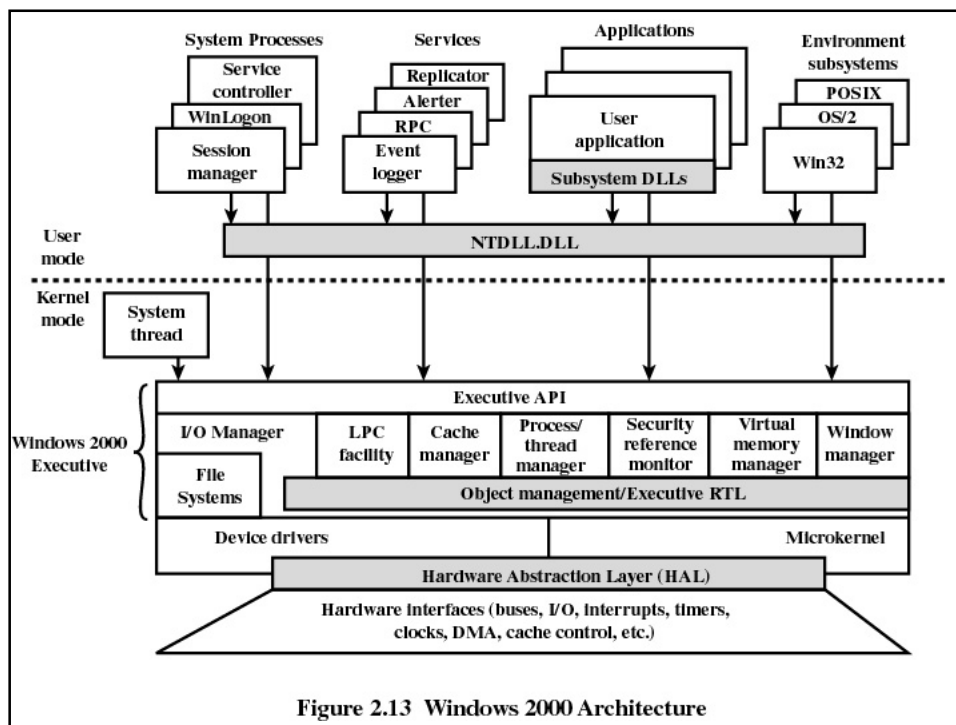 System Processes
Service
controller
WinLogon
Session
manager
Services
Replicator
Alerter
RPC
Event
logger
Applications
User
application
Subsystem DLLs
Environment
subsystems
POSIX
OS/2
Win32
User
mode
NTDLL.DLL
Kernel
mode
System
thread
Windows 2000
Executive
Executive API
I/O Manager
File
Systems
LPC
facility
Cache
manager
Process/
thread manager
Security
reference
monitor
Virtual
memory
manager
Window
manager
Object management/Executive RTL
Device drivers
Microkernel
Hardware Abstraction Layer (HAL)
Hardware interfaces (buses, I/O, interrupts, timers,
clocks, DMA, cache control, etc.)
Figure 2.13 Windows 2000 Architecture